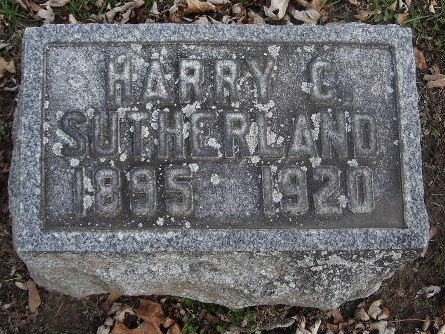 HARRY C.
SUTHERLAND
1895 1920